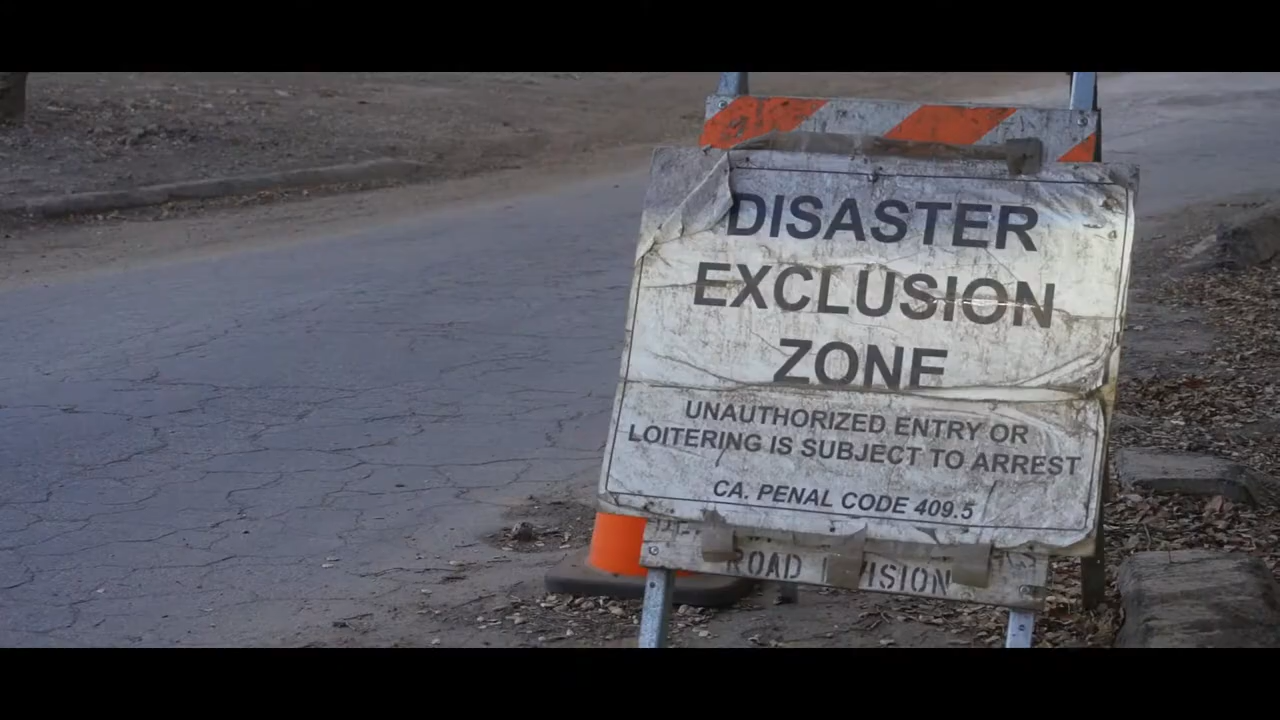 DISASTER
EXCLUSION
ZONE
UNAUTHORIZED ENTRY OR
LOITERING IS SUBJECT TO ARREST
CA. PENAL CODE 409.5
ROAD